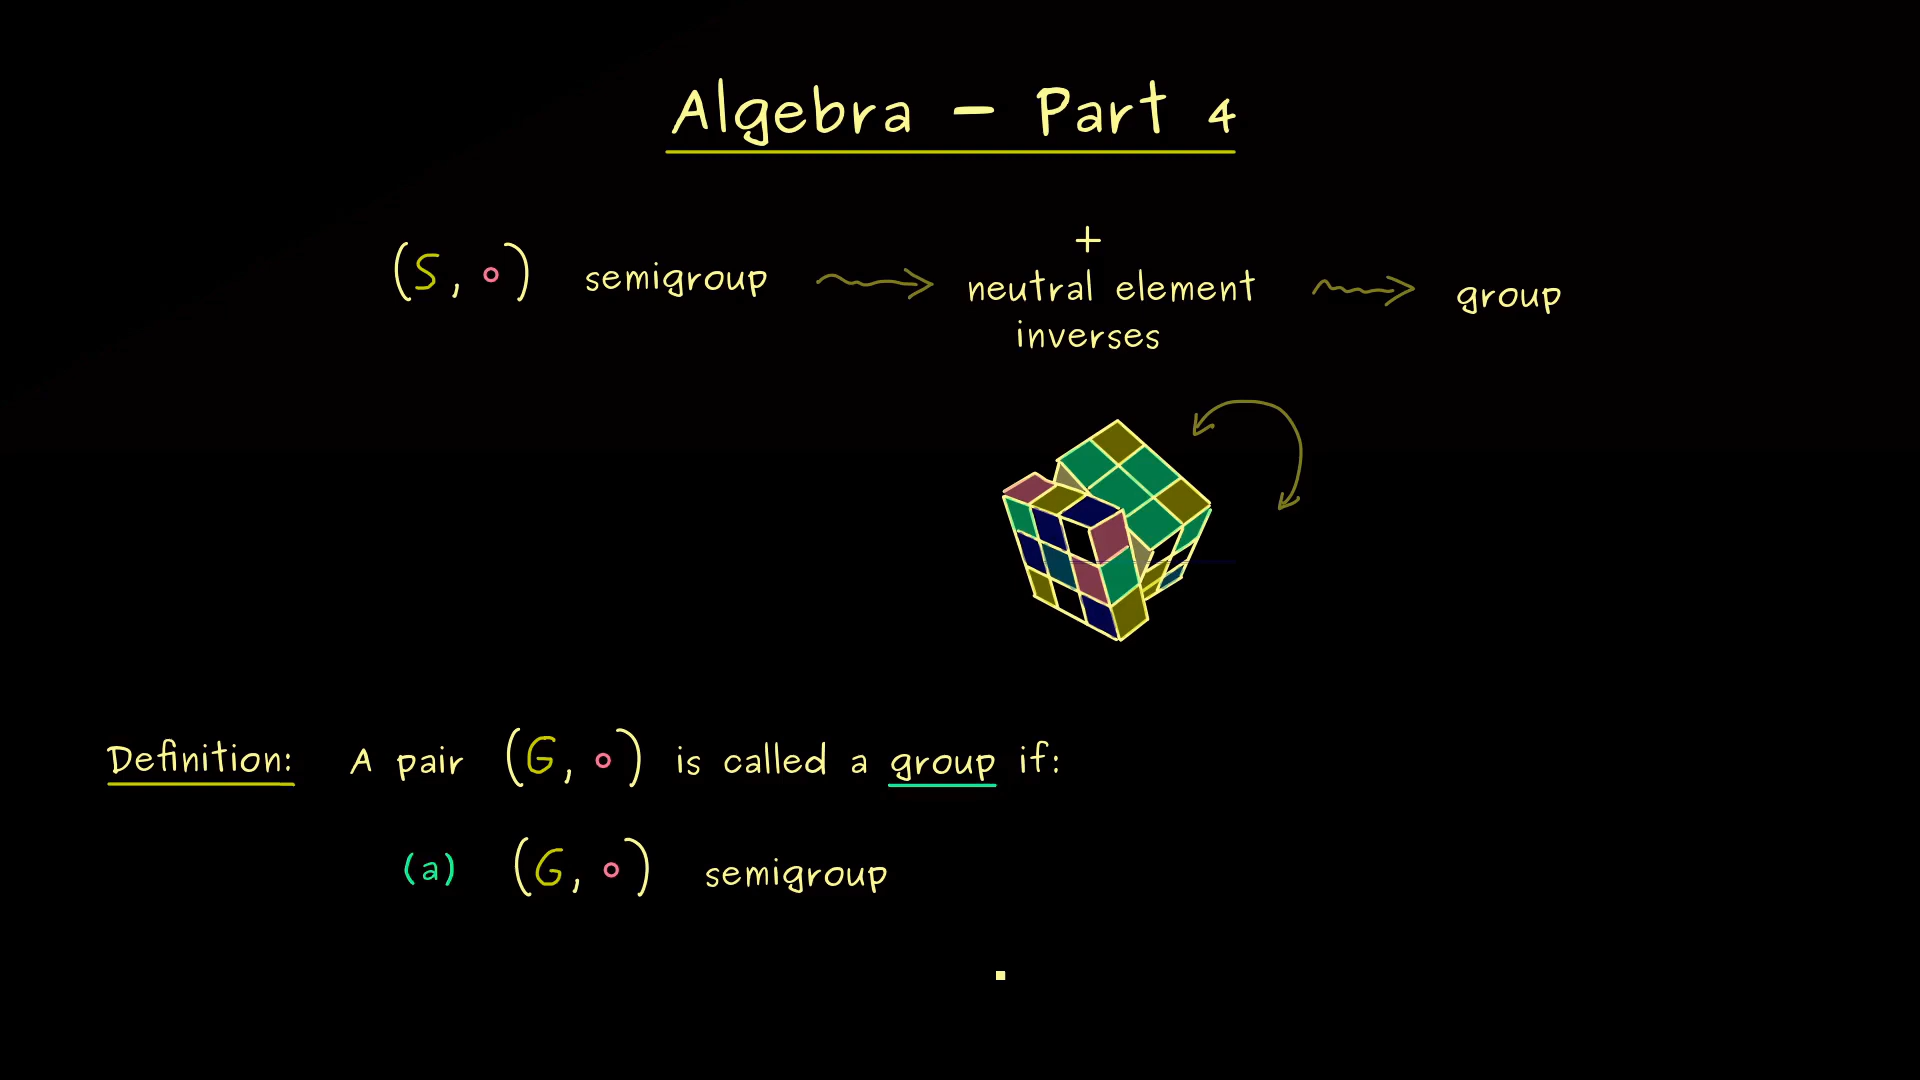 Algebra – Part 4
(S, ∘) semigroup + neutral element inverses group
Definition: A pair (G, ∘) is called a group if:
(a) (G, ∘) semigroup